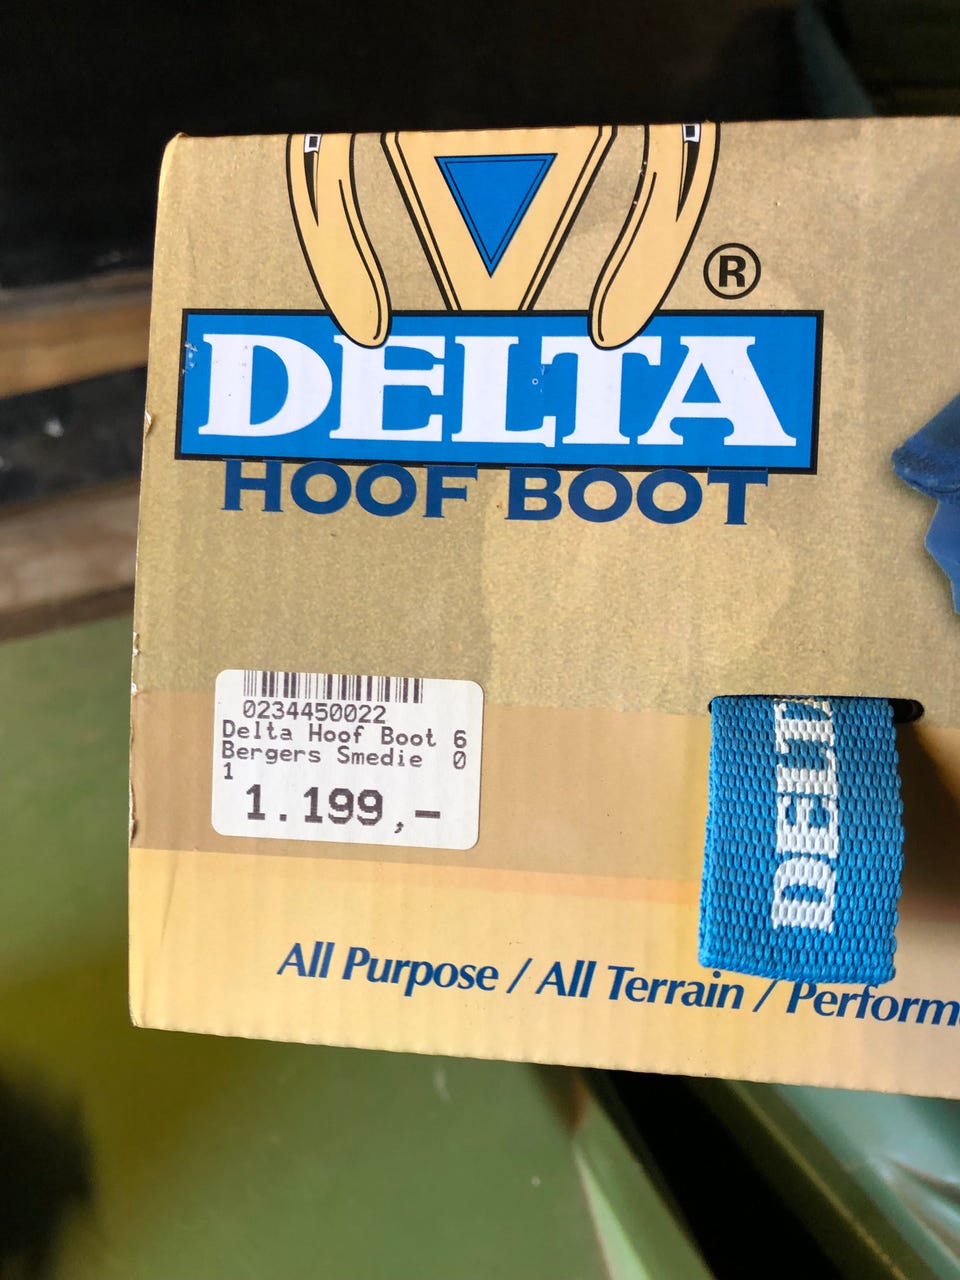 ®
DELTA
HOOF BOOT
0234450022
Delta Hoof Boot 6
Bergers Smedie 0
1
1.199,-
DELTA
All Purpose / All Terrain / Perform